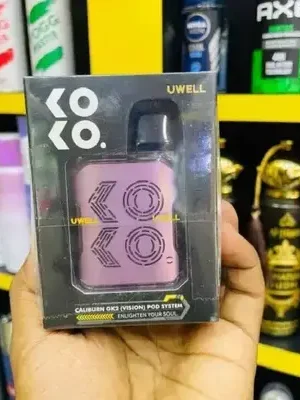 UWELL
KO
KO.
UWELL
UWELL
KO
KO
CALIBURN GK3 (VISION) POD SYSTEM
ENLIGHTEN YOUR SOUL
NIVEA
AXE